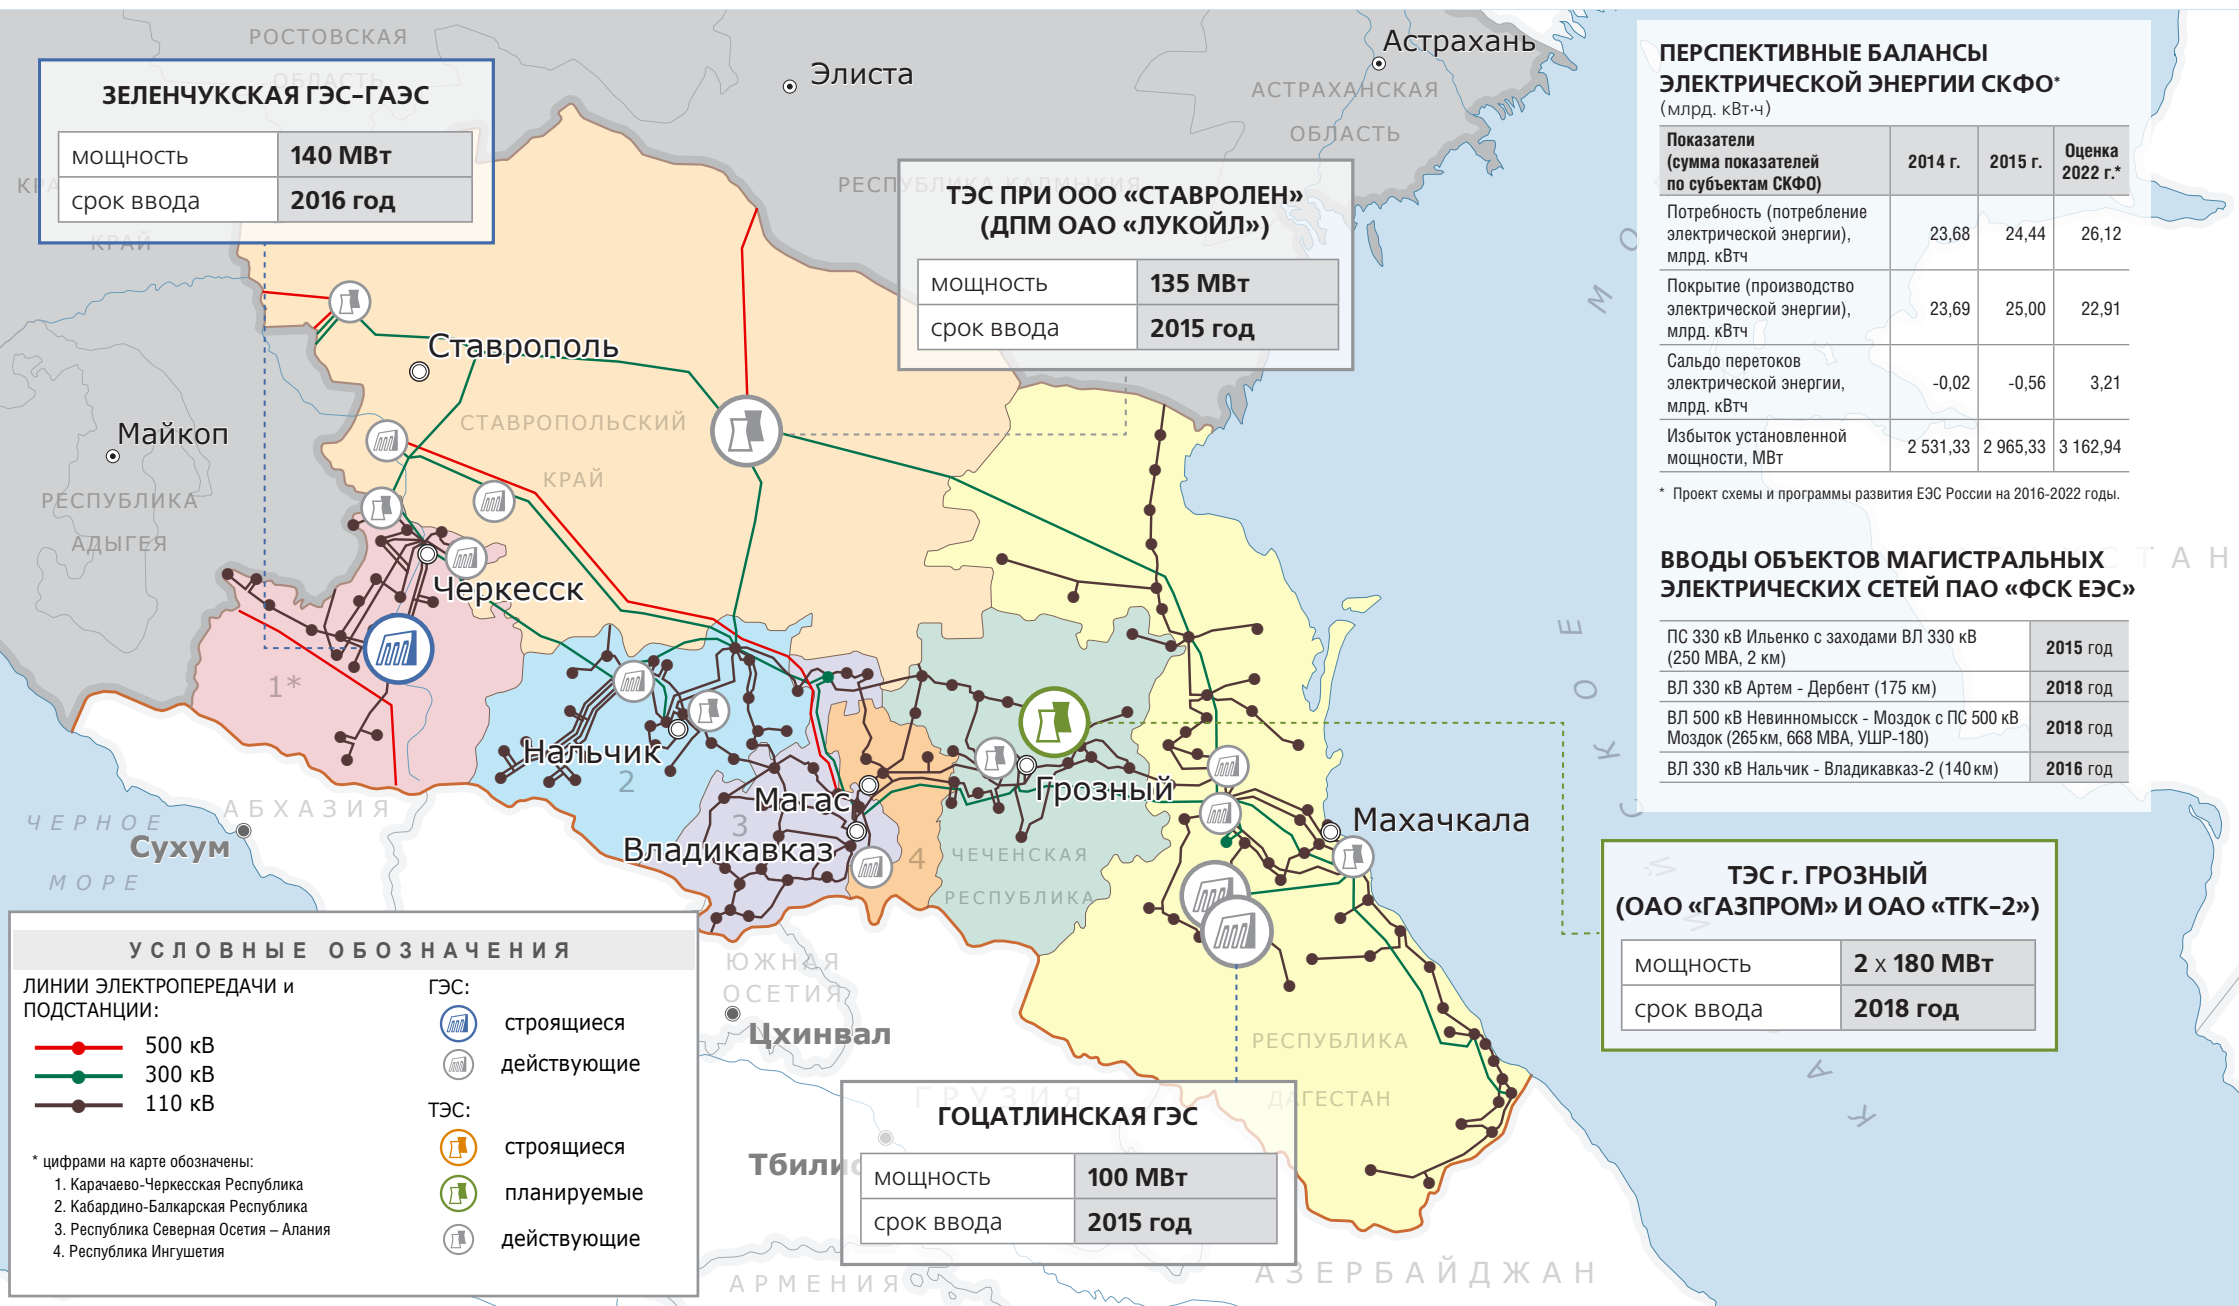 РОСТОВСКАЯ
ОБЛАСТЬ
Элиста
Астрахань
АСТРАХАНСКАЯ
ОБЛАСТЬ
РЕСПУБЛИКА КАЛМЫКИЯ
КРАЙ
ЗЕЛЕНЧУКСКАЯ ГЭС–ГАЭС
мощность 140 МВт
срок ввода 2016 год
ТЭС ПРИ ООО «СТАВРОЛЕН»
(ДПМ ОАО «ЛУКОЙЛ»)
мощность 135 МВт
срок ввода 2015 год
ПЕРСПЕКТИВНЫЕ БАЛАНСЫ
ЭЛЕКТРИЧЕСКОЙ ЭНЕРГИИ СКФО*
(млрд. кВт·ч)
Показатели
(сумма показателей
по субъектам СКФО)
2014 г. 2015 г. Оценка
2022 г.*
Потребность (потребление
электрической энергии),
млрд. кВтч
23,68 24,44 26,12
Покрытие (производство
электрической энергии),
млрд. кВтч
23,69 25,00 22,91
Сальдо перетоков
электрической энергии,
млрд. кВтч
-0,02 -0,56 3,21
Избыток установленной
мощности, МВт
2 531,33 2 965,33 3 162,94
* Проект схемы и программы развития ЕЭС России на 2016-2022 годы.
ВВОДЫ ОБЪЕКТОВ МАГИСТРАЛЬНЫХ
ЭЛЕКТРИЧЕСКИХ СЕТЕЙ ПАО «ФСК ЕЭС»
ПС 330 кВ Ильенко с заходами ВЛ 330 кВ
(250 МВА, 2 км)
2015 год
ВЛ 330 кВ Артем - Дербент (175 км) 2018 год
ВЛ 500 кВ Невинномысск - Моздок с ПС 500 кВ
Моздок (265 км, 668 МВА, УШР-180)
2018 год
ВЛ 330 кВ Нальчик - Владикавказ-2 (140 км) 2016 год
Ставрополь
СТАВРОПОЛЬСКИЙ
КРАЙ
Майкоп
РЕСПУБЛИКА
АДЫГЕЯ
Черкесск
1*
Нальчик
2
Магас
3
Владикавказ
4
Грозный
ЧЕЧЕНСКАЯ
РЕСПУБЛИКА
Махачкала
РЕСПУБЛИКА
ДАГЕСТАН
АБХАЗИЯ
Сухум
ЧЕРНОЕ
МОРЕ
ЮЖНАЯ
ОСЕТИЯ
Цхинвал
ГРУЗИЯ
Тбилис
АРМЕНИЯ
АЗЕРБАЙДЖАН
СТАН
КАСПИЙСКОЕ МО
ТЭС г. ГРОЗНЫЙ
(ОАО «ГАЗПРОМ» И ОАО «ТГК–2»)
мощность 2 х 180 МВт
срок ввода 2018 год
ГОЦАТЛИНСКАЯ ГЭС
мощность 100 МВт
срок ввода 2015 год
УСЛОВНЫЕ ОБОЗНАЧЕНИЯ
ЛИНИИ ЭЛЕКТРОПЕРЕДАЧИ и
ПОДСТАНЦИИ:
500 кВ
300 кВ
110 кВ
* цифрами на карте обозначены:
1. Карачаево-Черкесская Республика
2. Кабардино-Балкарская Республика
3. Республика Северная Осетия – Алания
4. Республика Ингушетия
ГЭС:
строящиеся
действующие
ТЭС:
строящиеся
планируемые
действующие